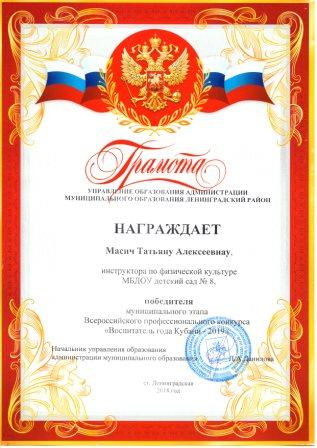 Грамота
УПРАВЛЕНИЕ ОБРАЗОВАНИЯ АДМИНИСТРАЦИИ
МУНИЦИПАЛЬНОГО ОБРАЗОВАНИЯ ЛЕНИНГРАДСКИЙ РАЙОН
НАГРАЖДАЕТ
Масич Татьяну Алексеевнау,
инструктора по физической культуре
МБДОУ детский сад № 8,
победителя
муниципального этапа
Всероссийского профессионального конкурса
«Воспитатель года Кубани - 2019»
Начальник управления образования
администрации муниципального образования Данилова
ст. Ленинградская
2018 год